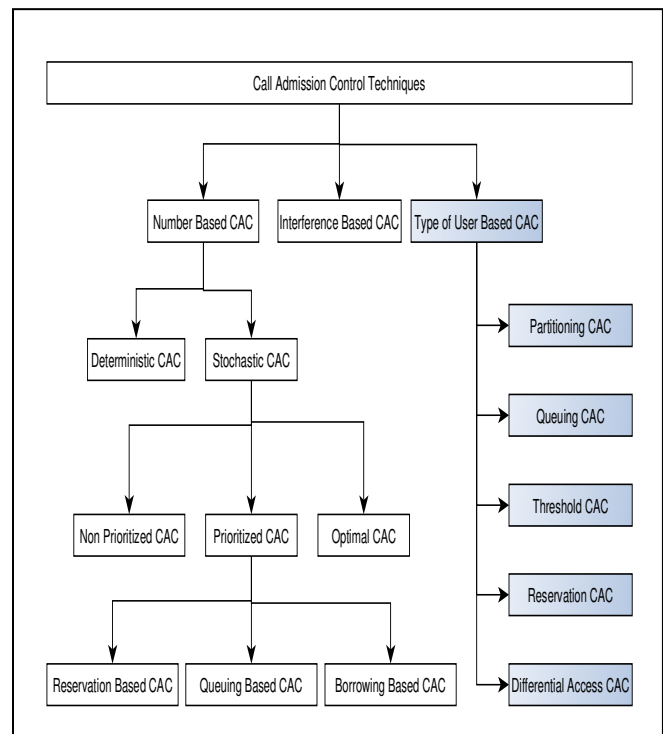 Call Admission Control Techniques
Number Based CAC
Interference Based CAC
Type of User Based CAC
Partitioning CAC
Deterministic CAC
Stochastic CAC
Queuing CAC
Threshold CAC
Non Prioritized CAC
Prioritized CAC
Optimal CAC
Reservation CAC
Reservation Based CAC
Queuing Based CAC
Borrowing Based CAC
Differential Access CAC